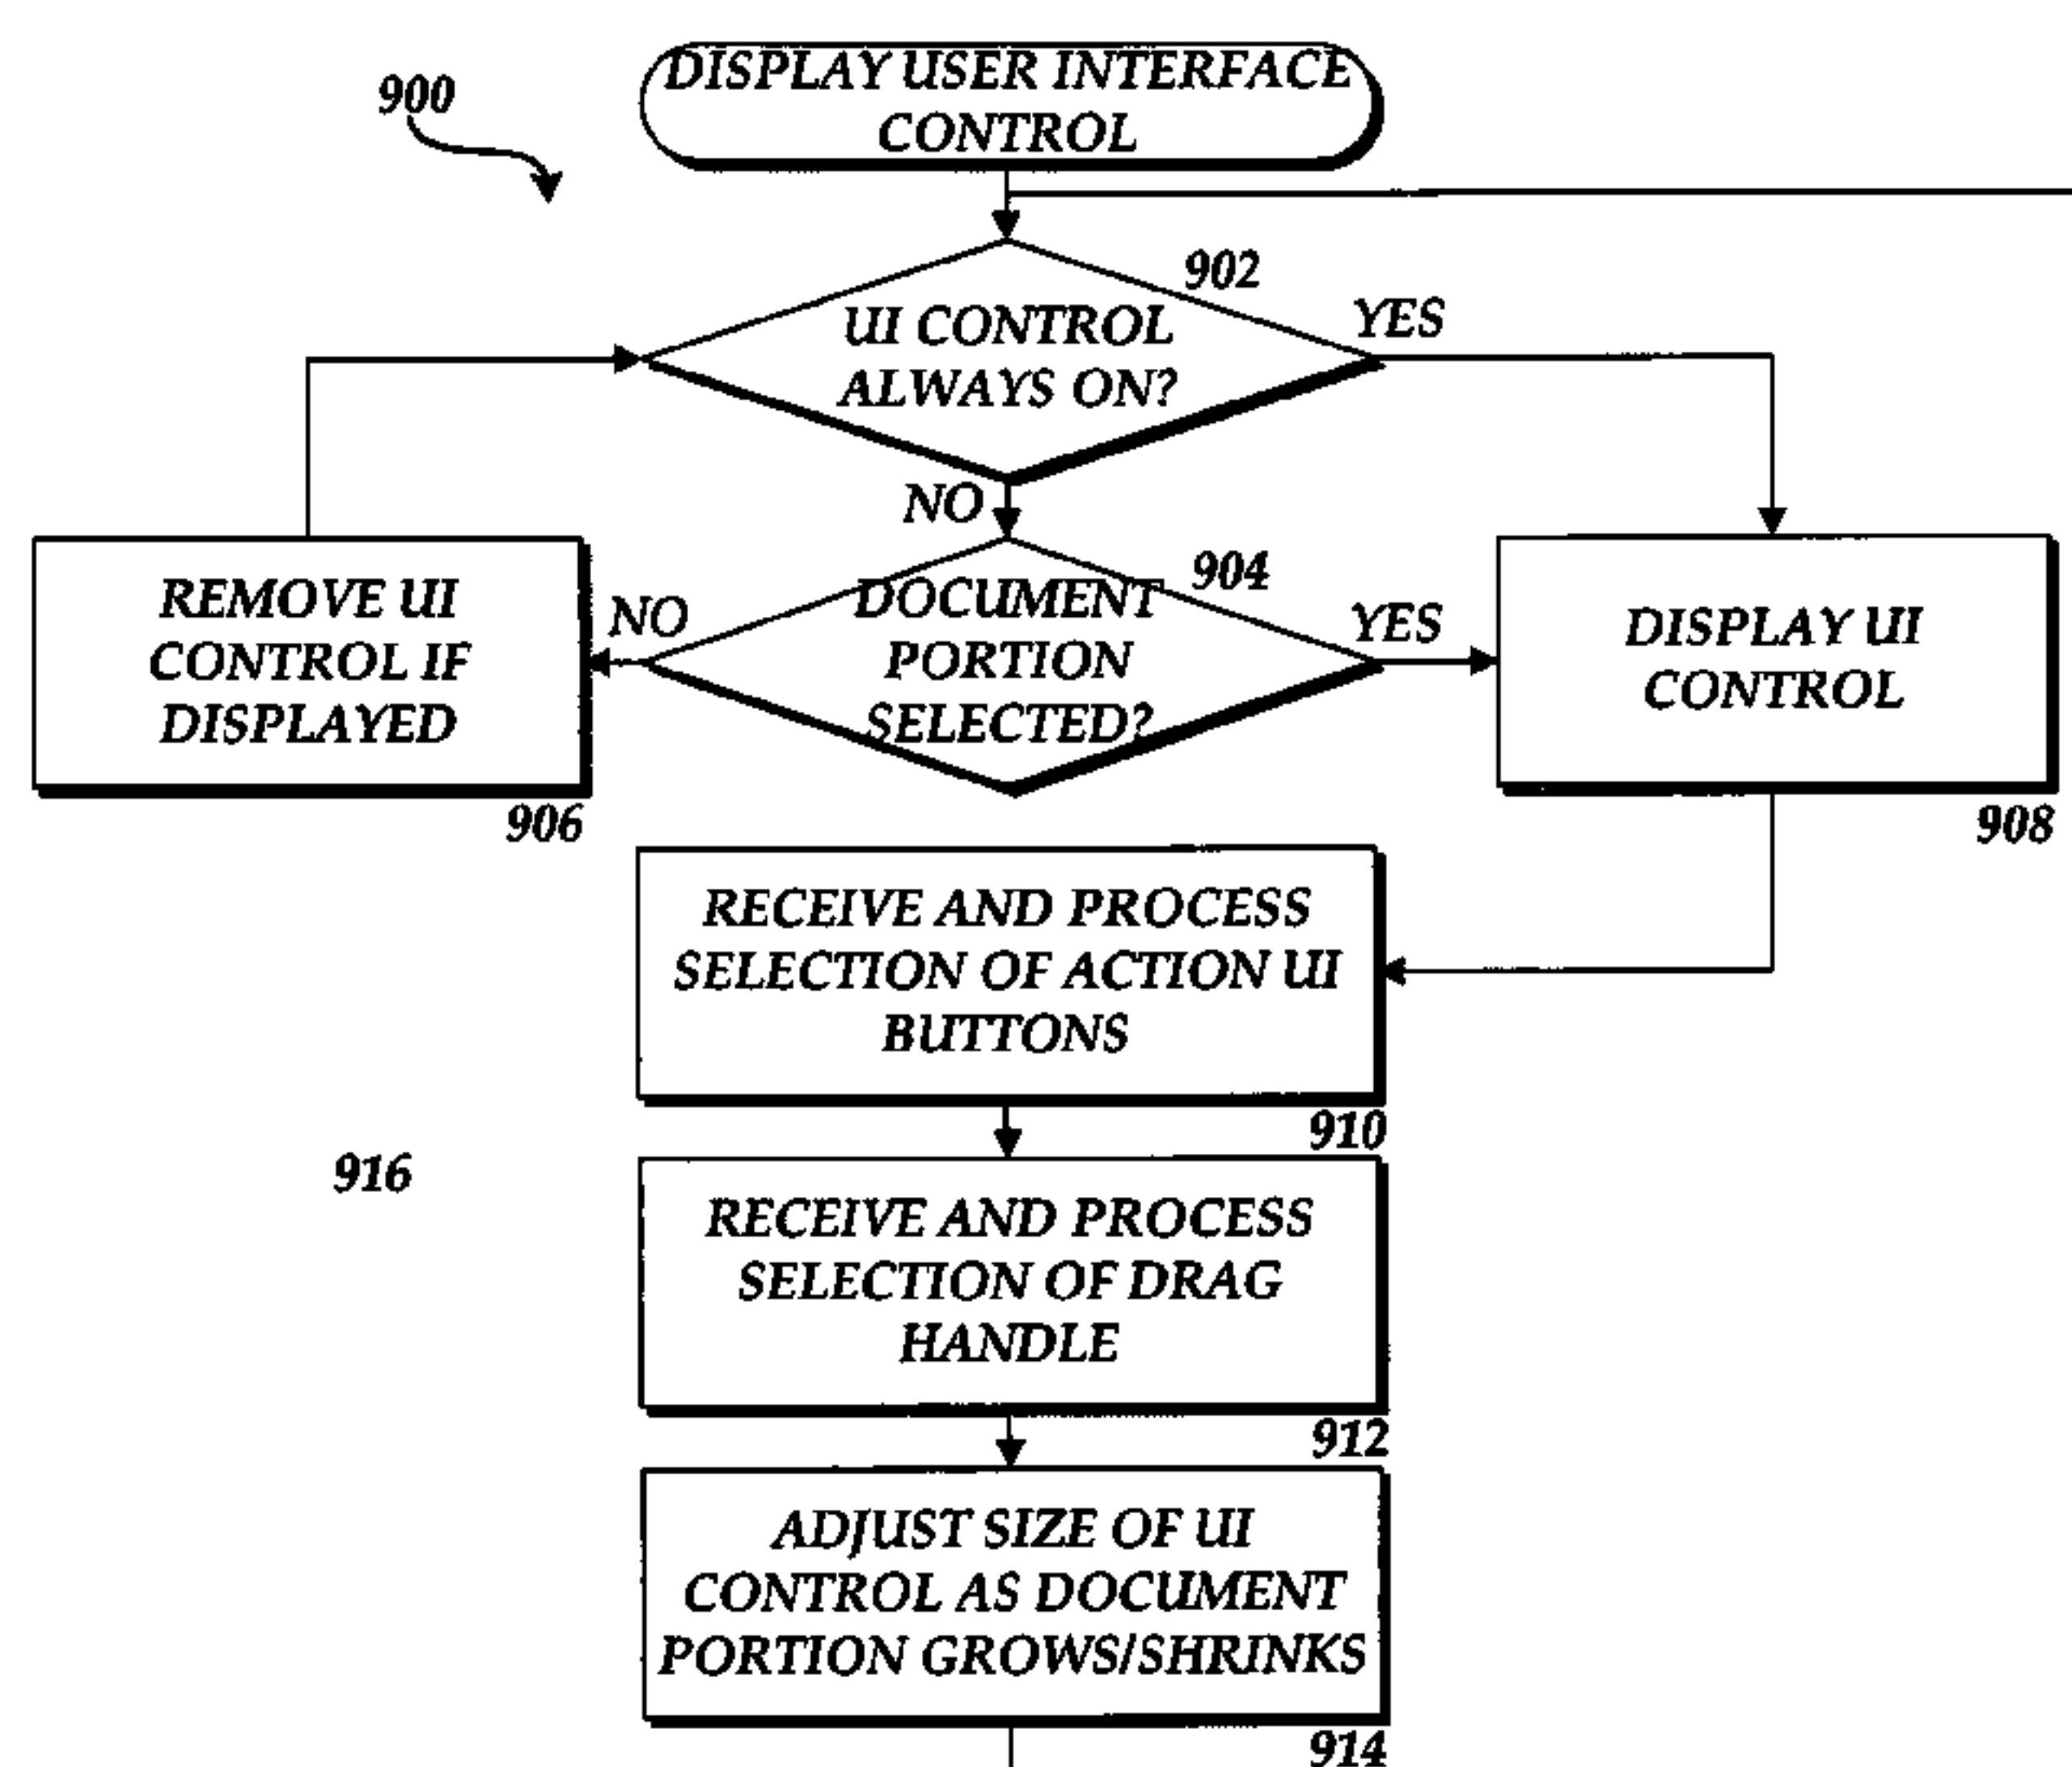 900
DISPLAY USER INTERFACE
CONTROL
902
UI CONTROL
ALWAYS ON?
YES
NO
904
DOCUMENT
PORTION
SELECTED?
NO
YES
REMOVE UI
CONTROL IF
DISPLAYED
906
DISPLAY UI
CONTROL
908
RECEIVE AND PROCESS
SELECTION OF ACTION UI
BUTTONS
910
916
RECEIVE AND PROCESS
SELECTION OF DRAG
HANDLE
912
ADJUST SIZE OF UI
CONTROL AS DOCUMENT
PORTION GROWS/SHRINKS
914